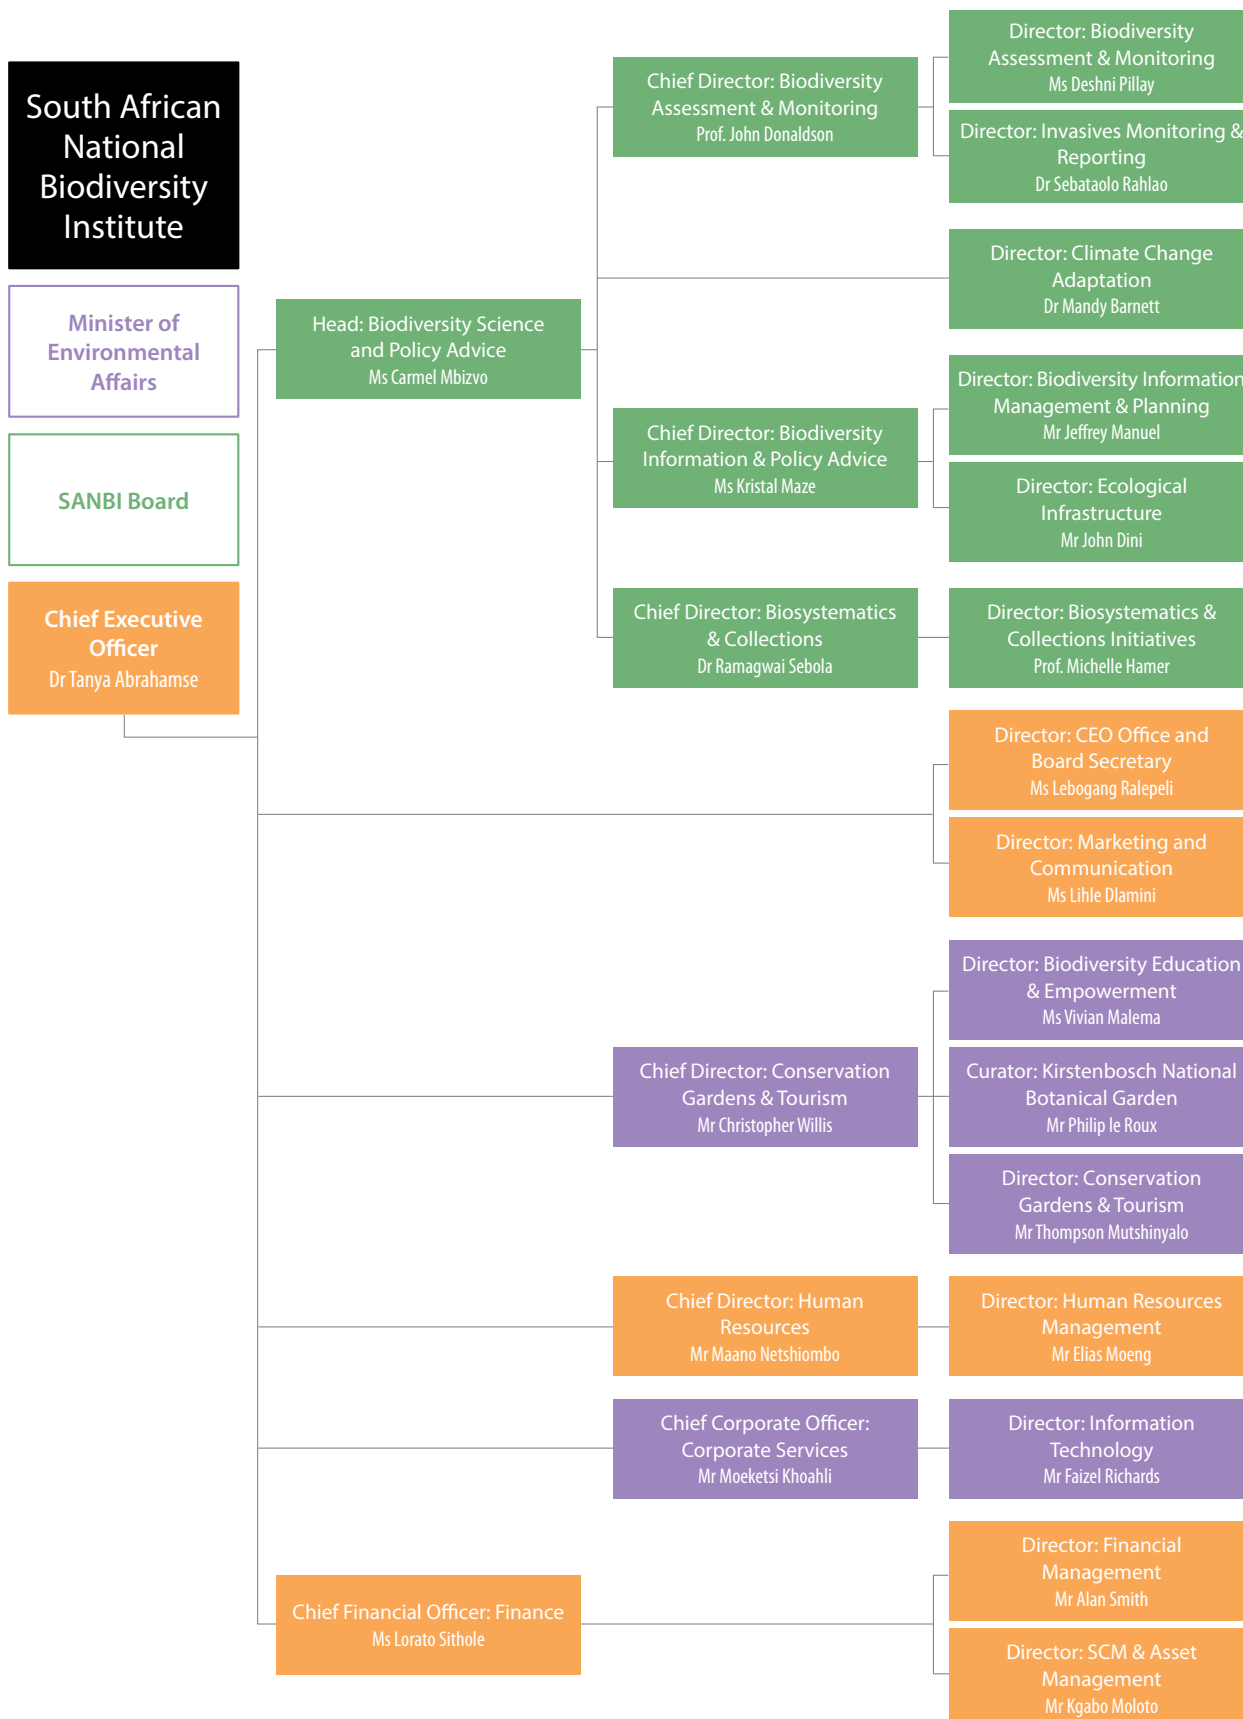 South African
National
Biodiversity
Institute
Minister of
Environmental
Affairs
SANBI Board
Chief Executive
Officer
Dr Tanya Abrahamse
Head: Biodiversity Science
and Policy Advice
Ms Carmel Mbizvo
Chief Director: Biodiversity
Assessment & Monitoring
Prof. John Donaldson
Director: Biodiversity
Assessment & Monitoring
Ms Deshni Pillay
Director: Invasives Monitoring &
Reporting
Dr Sebataolo Rahlao
Director: Climate Change
Adaptation
Dr Mandy Barnett
Chief Director: Biodiversity
Information & Policy Advice
Ms Kristal Maze
Director: Biodiversity Information
Management & Planning
Mr Jeffrey Manuel
Director: Ecological
Infrastructure
Mr John Dini
Chief Director: Biosystematics
& Collections
Dr Ramagwai Sebola
Director: Biosystematics &
Collections Initiatives
Prof. Michelle Hamer
Director: CEO Office and
Board Secretary
Ms Lebogang Ralepeli
Director: Marketing and
Communication
Ms Lihle Dlamini
Chief Director: Conservation
Gardens & Tourism
Mr Christopher Willis
Director: Biodiversity Education
& Empowerment
Ms Vivian Malema
Curator: Kirstenbosch National
Botanical Garden
Mr Philip le Roux
Director: Conservation
Gardens & Tourism
Mr Thompson Mutshinyalo
Chief Director: Human
Resources
Mr Maano Netshiombo
Director: Human Resources
Management
Mr Elias Moeng
Chief Corporate Officer:
Corporate Services
Mr Moeketsi Khoahli
Director: Information
Technology
Mr Faizel Richards
Chief Financial Officer: Finance
Ms Lorato Sithole
Director: Financial
Management
Mr Alan Smith
Director: SCM & Asset
Management
Mr Kgabo Moloto